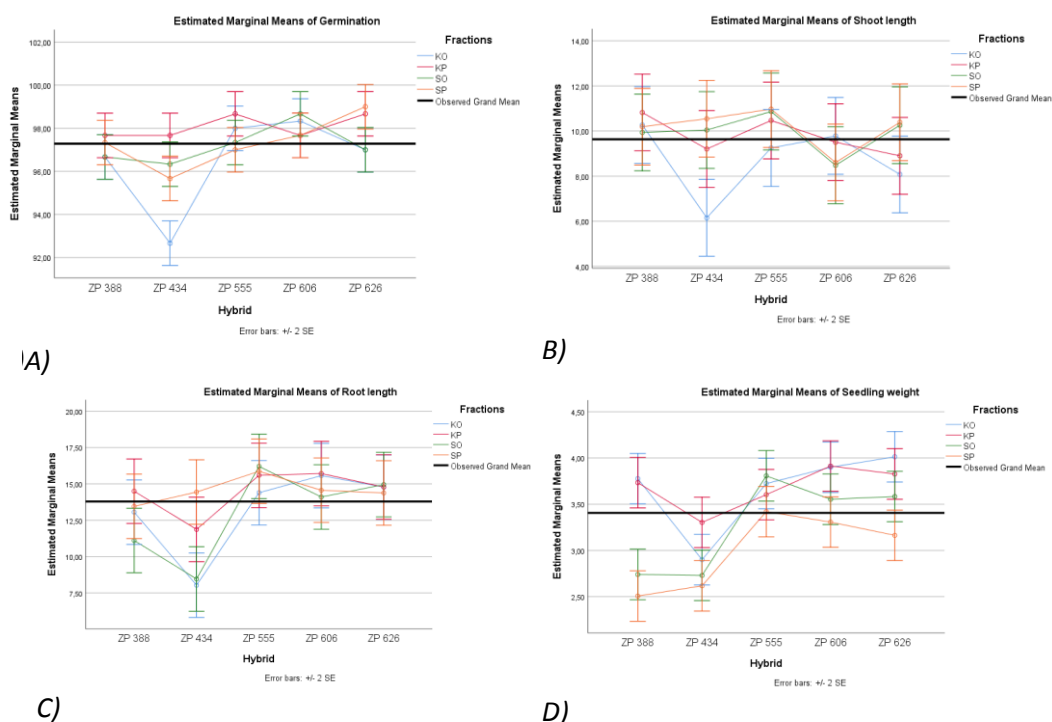 Estimated Marginal Means of Germination
Fractions
KO
KP
SO
SP
Observed Grand Mean
Estimated Marginal Means
102,00
100,00
98,00
96,00
94,00
92,00
ZP 388 ZP 434 ZP 555 ZP 606 ZP 626
Hybrid
Error bars: +/- 2 SE
)A)
Estimated Marginal Means of Shoot length
Fractions
KO
KP
SO
SP
Observed Grand Mean
Estimated Marginal Means
14,00
12,00
10,00
8,00
6,00
4,00
ZP 388 ZP 434 ZP 555 ZP 606 ZP 626
Hybrid
Error bars: +/- 2 SE
B)
Estimated Marginal Means of Root length
Fractions
KO
KP
SO
SP
Observed Grand Mean
Estimated Marginal Means
20,00
17,50
15,00
12,50
10,00
7,50
ZP 388 ZP 434 ZP 555 ZP 606 ZP 626
Hybrid
Error bars: +/- 2 SE
C)
Estimated Marginal Means of Seedling weight
Fractions
KO
KP
SO
SP
Observed Grand Mean
Estimated Marginal Means
4,50
4,00
3,50
3,00
2,50
ZP 388 ZP 434 ZP 555 ZP 606 ZP 626
Hybrid
Error bars: +/- 2 SE
D)